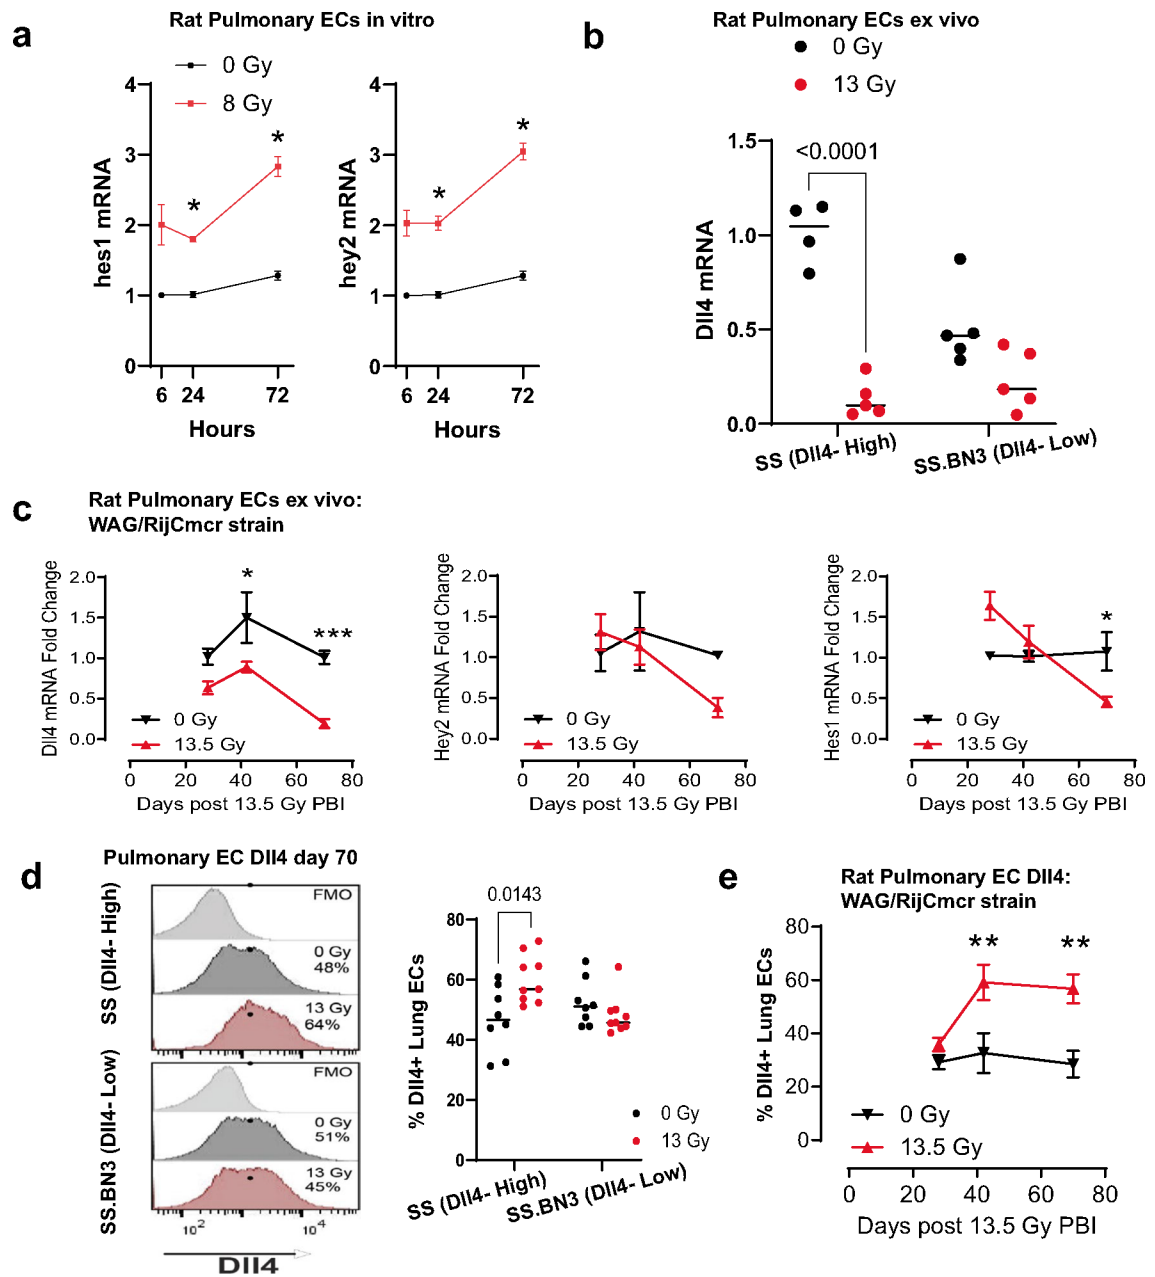 a
Rat Pulmonary ECs in vitro
0 Gy
8 Gy
hes1 mRNA
4
3
2
1
0
*
*
6 24 72
Hours
hey2 mRNA
4
3
2
1
0
*
*
6 24 72
Hours
b
Rat Pulmonary ECs ex vivo
0 Gy
13 Gy
Dll4 mRNA
1.5
1.0
0.5
0.0
<0.0001
SS (Dll4- High)
SS.BN3 (Dll4- Low)
c
Rat Pulmonary ECs ex vivo:
WAG/RijCmcr strain
Dll4 mRNA Fold Change
2.0
1.5
1.0
0.5
0.0
*
***
0 Gy
13.5 Gy
0 20 40 60 80
Days post 13.5 Gy PBI
Hey2 mRNA Fold Change
2.0
1.5
1.0
0.5
0.0
0 Gy
13.5 Gy
0 20 40 60 80
Days post 13.5 Gy PBI
Hes1 mRNA Fold Change
2.0
1.5
1.0
0.5
0.0
*
0 Gy
13.5 Gy
0 20 40 60 80
Days post 13.5 Gy PBI
d
Pulmonary EC Dll4 day 70
SS (Dll4- High)
FMO
0 Gy
48%
13 Gy
64%
SS.BN3 (Dll4- Low)
FMO
0 Gy
51%
13 Gy
45%
10^2 10^4
Dll4
% Dll4+ Lung ECs
80
60
40
20
0
0.0143
0 Gy
13 Gy
SS (Dll4- High)
SS.BN3 (Dll4- Low)
e
Rat Pulmonary EC Dll4:
WAG/RijCmcr strain
% Dll4+ Lung ECs
80
60
40
20
0
**
**
0 Gy
13.5 Gy
0 20 40 60 80
Days post 13.5 Gy PBI